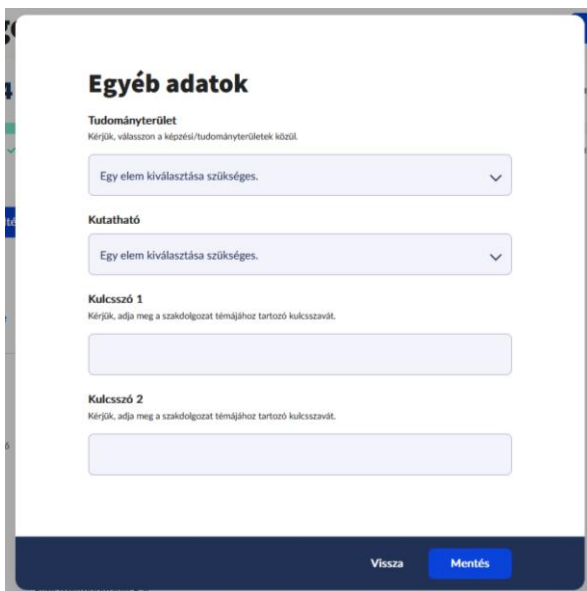 Egyéb adatok
Tudományterület
Kérjük, válasszon a képzési/tudományterületek közül.
Egy elem kiválasztása szükséges.
Kutatható
Egy elem kiválasztása szükséges.
Kulcsszó 1
Kérjük, adja meg a szakdolgozat témájához tartozó kulcsszavát.
Kulcsszó 2
Kérjük, adja meg a szakdolgozat témájához tartozó kulcsszavát.
Vissza
Mentés